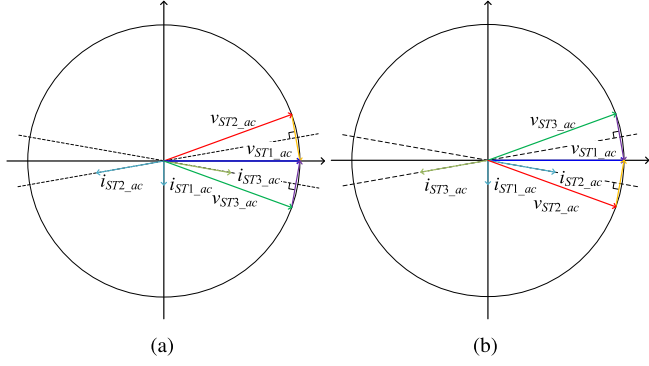 v_ST2_ac
v_ST1_ac
i_ST2_ac
i_ST1_ac
i_ST3_ac
v_ST3_ac
(a)
v_ST3_ac
v_ST1_ac
i_ST3_ac
i_ST1_ac
i_ST2_ac
v_ST2_ac
(b)